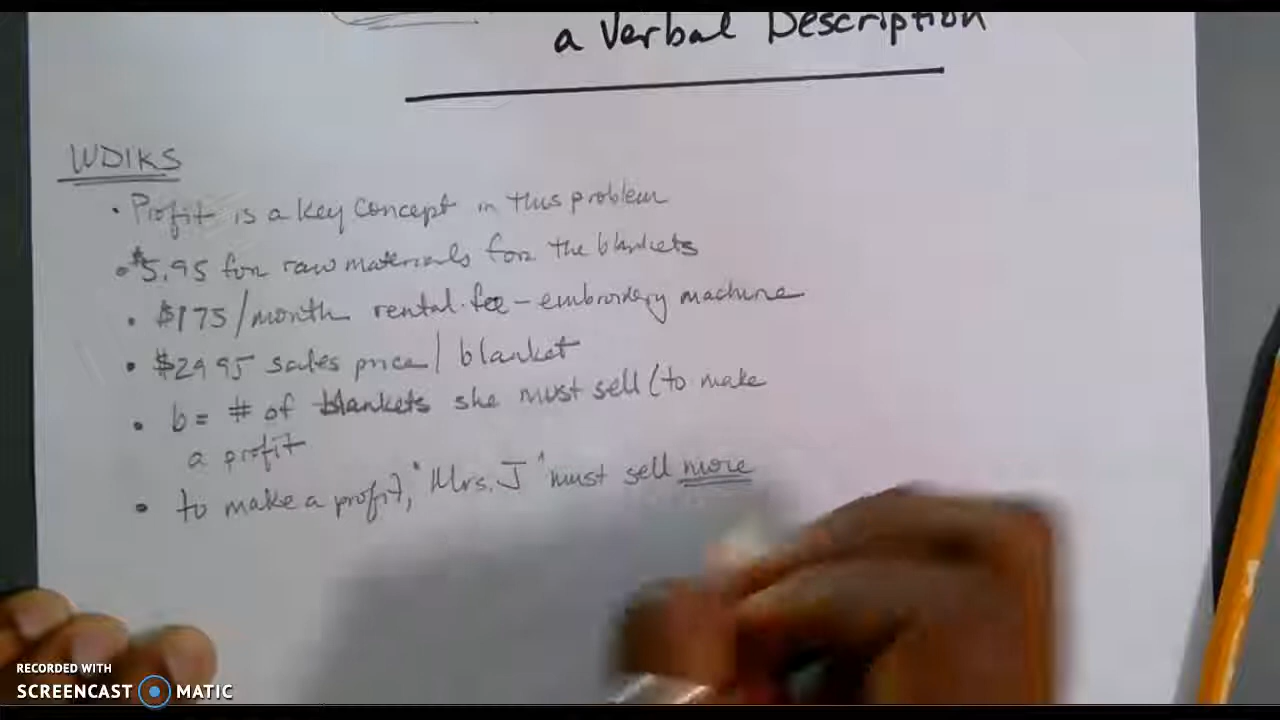 a Verbal Description
WDIKS
• Profit is a key concept in this problem
• $5.95 for raw materials for the blankets
• $175/month rental fee - embroidery machine
• $29.95 sales price/blanket
• b = # of blankets she must sell (to make
a profit
• to make a profit, "Mrs. J" must sell more
RECORDED WITH
SCREENCAST MATIC